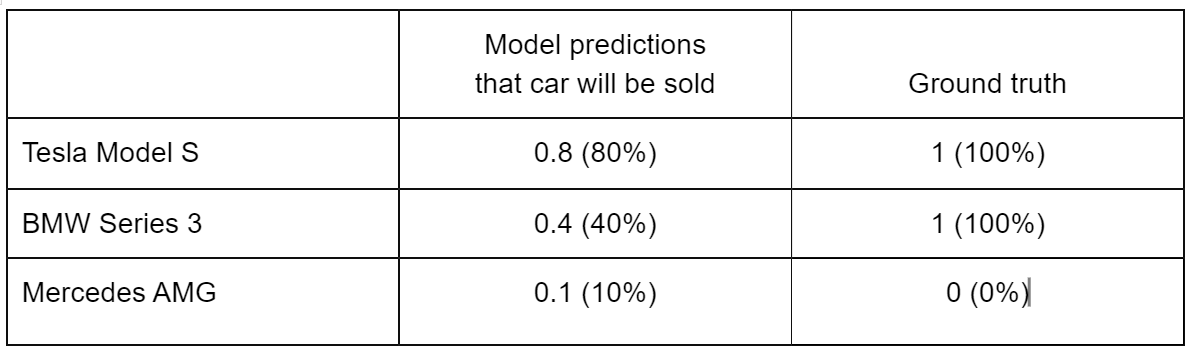 Model predictions
that car will be sold
Ground truth
Tesla Model S
0.8 (80%)
1 (100%)
BMW Series 3
0.4 (40%)
1 (100%)
Mercedes AMG
0.1 (10%)
0 (0%)